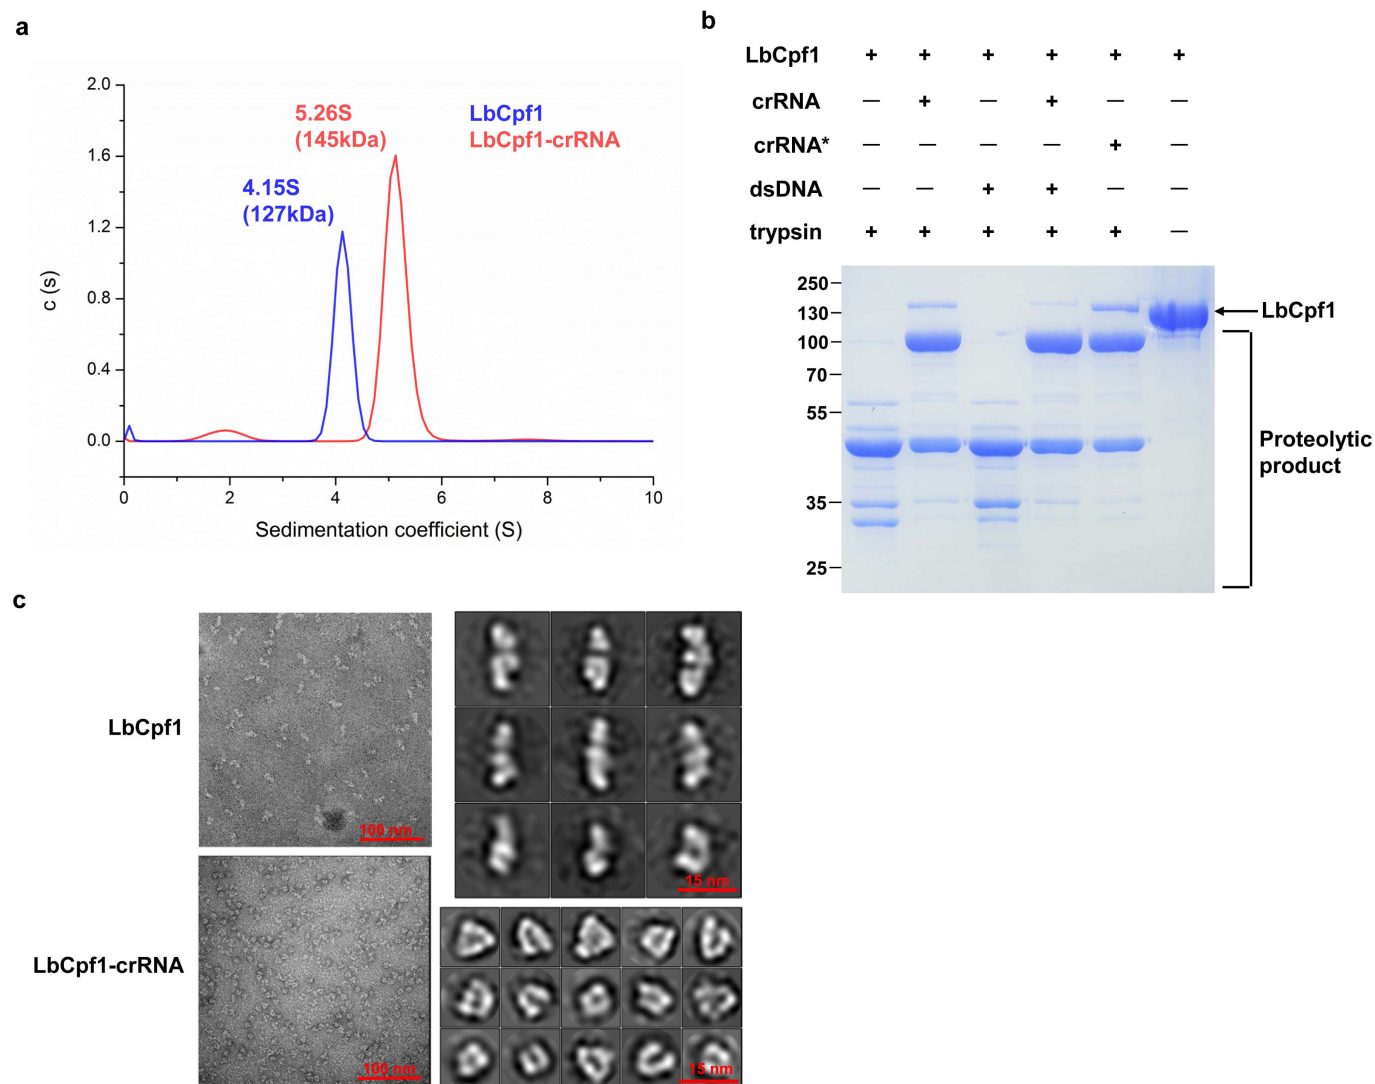 a
2.0
1.6
1.2
0.8
0.4
0.0
c (s)
5.26S
(145kDa)
4.15S
(127kDa)
LbCpf1
LbCpf1-crRNA
0
2
4
6
8
10
Sedimentation coefficient (S)
b
LbCpf1 + + + + + +
crRNA — + — + — —
crRNA* — — — — + —
dsDNA — — + + — —
trypsin + + + + + —
250
130
100
70
55
35
25
LbCpf1
Proteolytic
product
c
LbCpf1
100 nm
15 nm
LbCpf1-crRNA
100 nm
15 nm